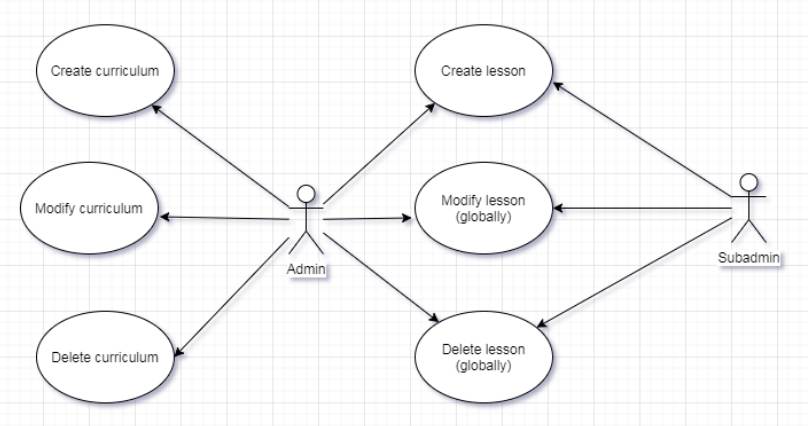 Create curriculum
Create lesson
Modify curriculum
Modify lesson
(globally)
Admin
Subadmin
Delete curriculum
Delete lesson
(globally)